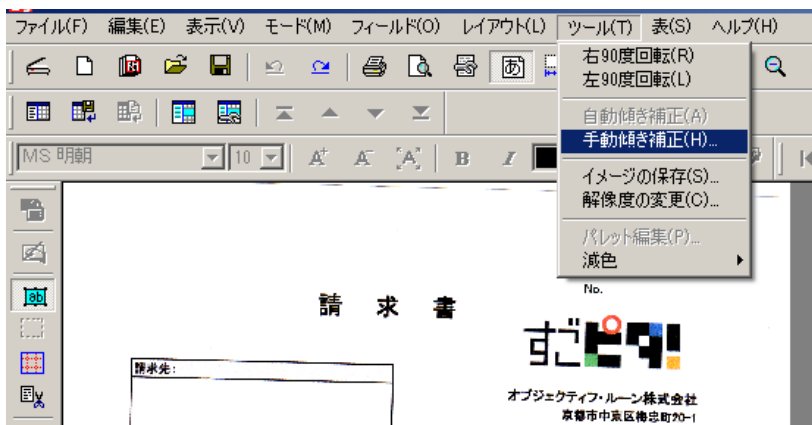 ファイル(F) 編集(E) 表示(V) モード(M) フィールド(O) レイアウト(L) ツール(T) 表(S) ヘルプ(H)
右90度回転(R)
左90度回転(L)
自動傾き補正(A)
手動傾き補正(H)...
イメージの保存(S)...
解像度の変更(C)...
パレット編集(P)...
減色
あ
MS 明朝 10 A A A B I
ab
No.
請 求 書
すごピタ!
請求先:
オブジェクティフ・ルーン株式会社
京都市中京区梅忠町20-1